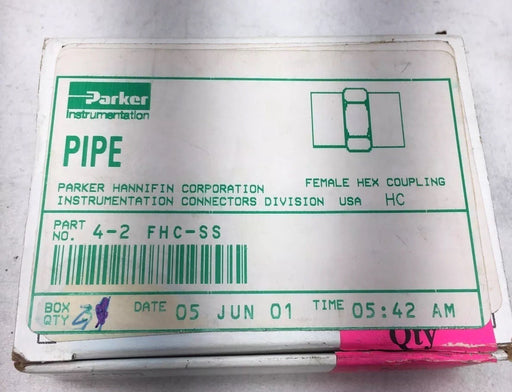 Parker
Instrumentation
PIPE
PARKER HANNIFIN CORPORATION
INSTRUMENTATION CONNECTORS DIVISION USA
FEMALE HEX COUPLING
HC
PART NO. 4-2 FHC-SS
BOX QTY
DATE 05 JUN 01 TIME 05:42 AM
Qty